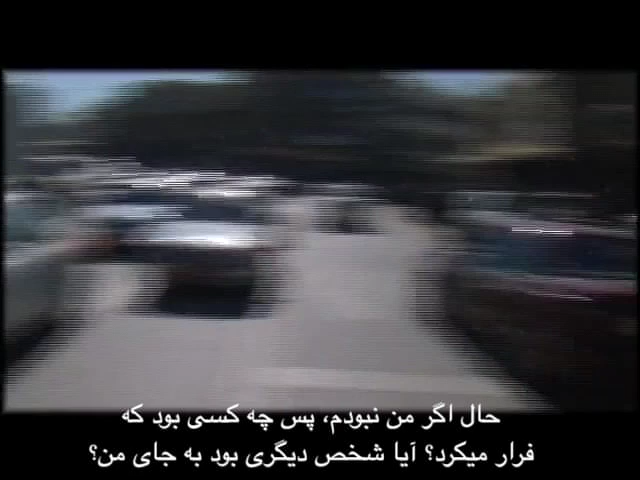 حال اگر من نبودم، پس چه کسی بود که
فرار میکرد؟ آیا شخص دیگری بود به جای من؟